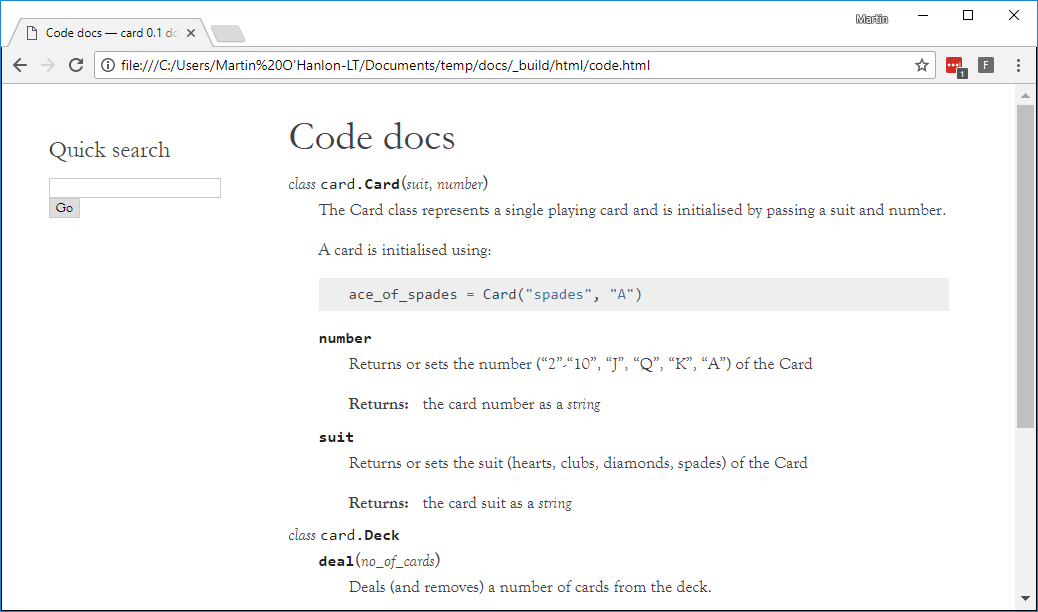 Martin
Code docs — card 0.1 do
file:///C:/Users/Martin%20O'Hanlon-LT/Documents/temp/docs/_build/html/code.html
1
F
Quick search
Go
Code docs
class card.Card(suit, number)
The Card class represents a single playing card and is initialised by passing a suit and number.
A card is initialised using:
ace_of_spades = Card("spades", "A")
number
Returns or sets the number (“2”-“10”, “J”, “Q”, “K”, “A”) of the Card
Returns: the card number as a string
suit
Returns or sets the suit (hearts, clubs, diamonds, spades) of the Card
Returns: the card suit as a string
class card.Deck
deal(no_of_cards)
Deals (and removes) a number of cards from the deck.